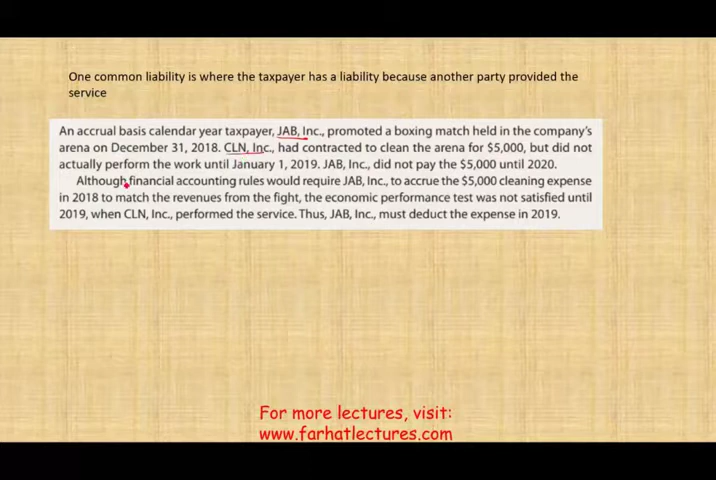 One common liability is where the taxpayer has a liability because another party provided the
service
An accrual basis calendar year taxpayer, JAB, Inc., promoted a boxing match held in the company's
arena on December 31, 2018. CLN, Inc., had contracted to clean the arena for $5,000, but did not
actually perform the work until January 1, 2019. JAB, Inc., did not pay the $5,000 until 2020.
Although financial accounting rules would require JAB, Inc., to accrue the $5,000 cleaning expense
in 2018 to match the revenues from the fight, the economic performance test was not satisfied until
2019, when CLN, Inc., performed the service. Thus, JAB, Inc., must deduct the expense in 2019.
For more lectures, visit:
www.farhatlectures.com